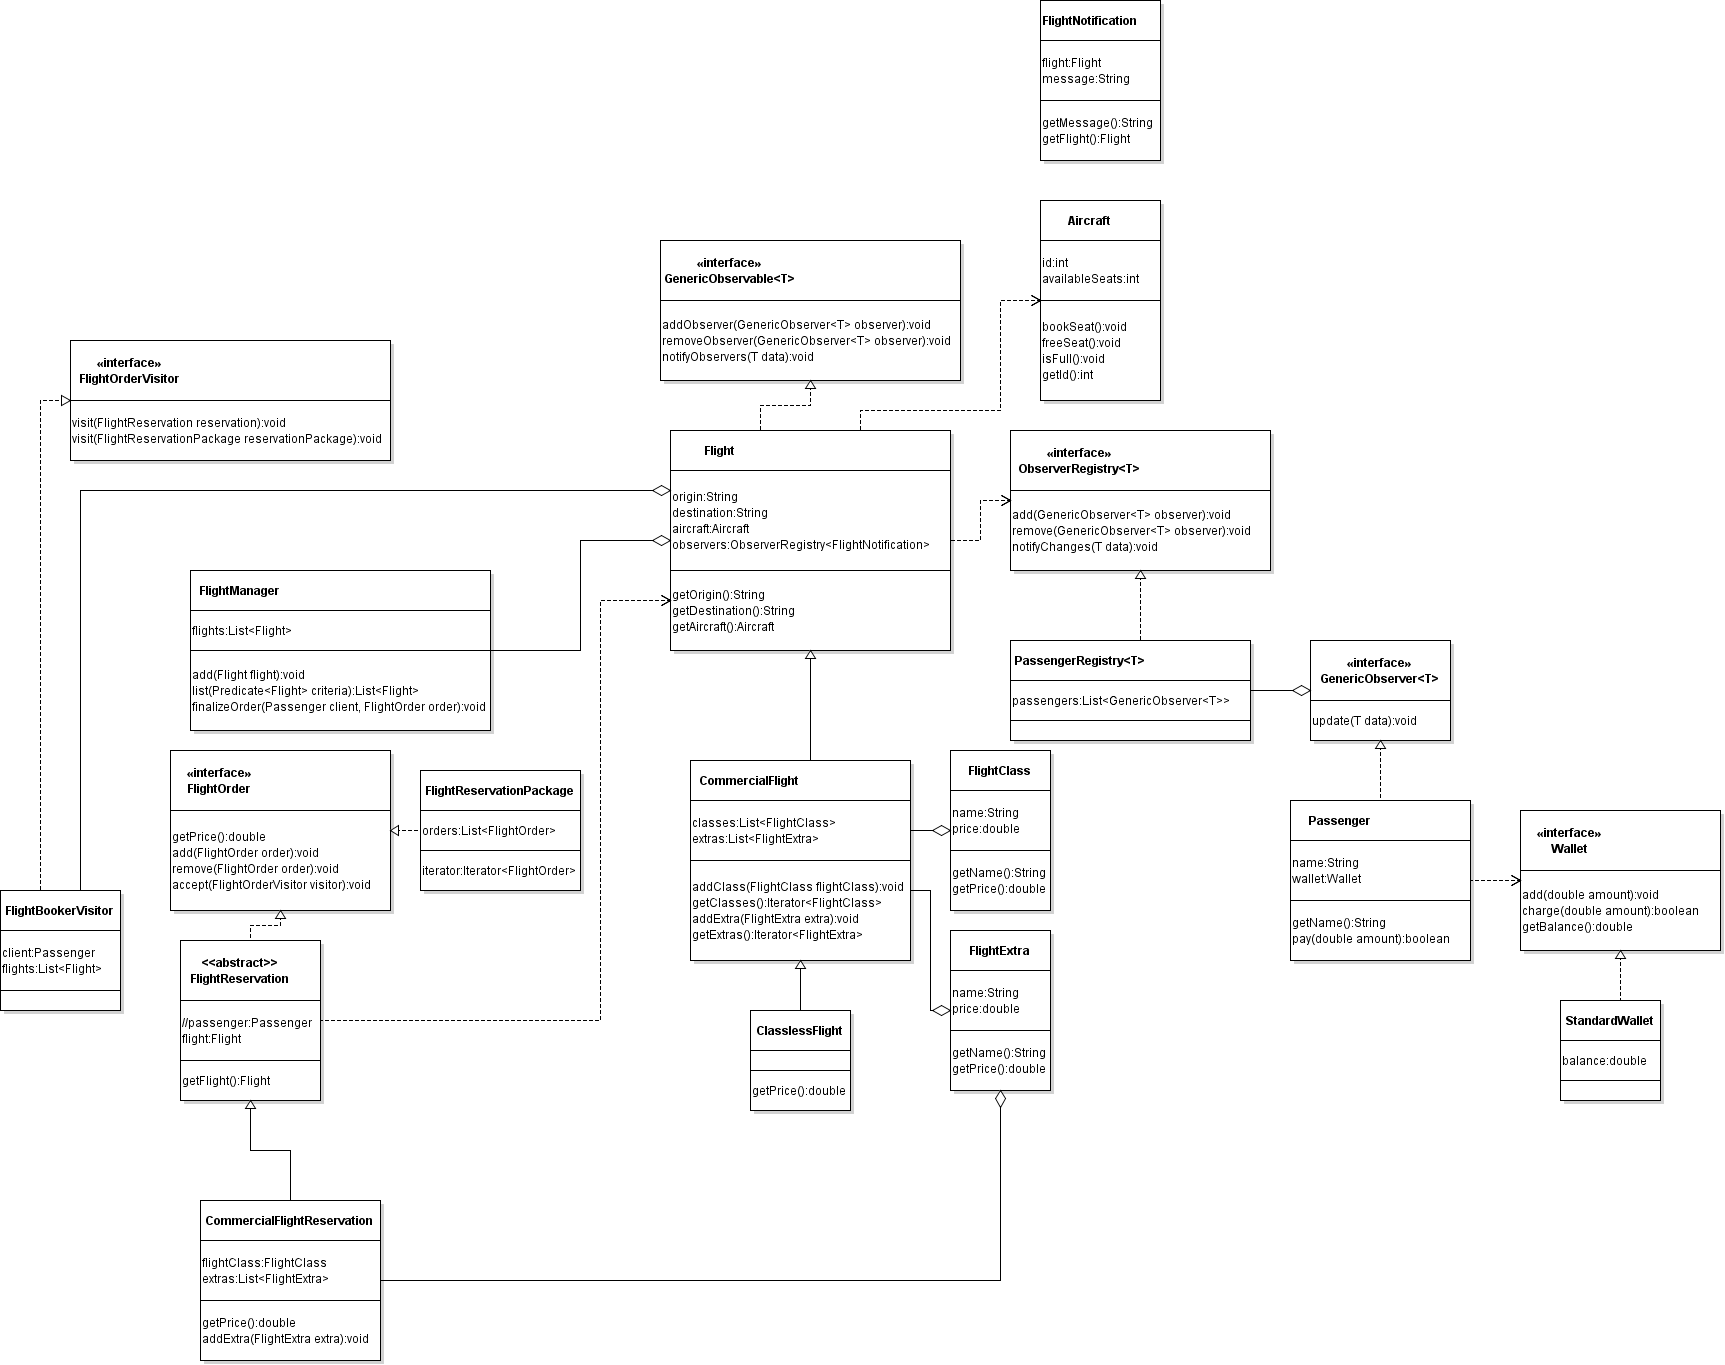 FlightNotification
flight:Flight
message:String
getMessage():String
getFlight():Flight
Aircraft
id:int
availableSeats:int
bookSeat():void
freeSeat():void
isFull():void
getId():int
«interface»
GenericObservable<T>
addObserver(GenericObserver<T> observer):void
removeObserver(GenericObserver<T> observer):void
notifyObservers(T data):void
«interface»
FlightOrderVisitor
visit(FlightReservation reservation):void
visit(FlightReservationPackage reservationPackage):void
Flight
origin:String
destination:String
aircraft:Aircraft
observers:ObserverRegistry<FlightNotification>
getOrigin():String
getDestination():String
getAircraft():Aircraft
«interface»
ObserverRegistry<T>
add(GenericObserver<T> observer):void
remove(GenericObserver<T> observer):void
notifyChanges(T data):void
FlightManager
flights:List<Flight>
add(Flight flight):void
list(Predicate<Flight> criteria):List<Flight>
finalizeOrder(Passenger client, FlightOrder order):void
PassengerRegistry<T>
passengers:List<GenericObserver<T>>
«interface»
GenericObserver<T>
update(T data):void
«interface»
FlightOrder
getPrice():double
add(FlightOrder order):void
remove(FlightOrder order):void
accept(FlightOrderVisitor visitor):void
FlightReservationPackage
orders:List<FlightOrder>
iterator:Iterator<FlightOrder>
CommercialFlight
classes:List<FlightClass>
extras:List<FlightExtra>
addClass(FlightClass flightClass):void
getClasses():Iterator<FlightClass>
addExtra(FlightExtra extra):void
getExtras():Iterator<FlightExtra>
FlightClass
name:String
price:double
getName():String
getPrice():double
Passenger
name:String
wallet:Wallet
getName():String
pay(double amount):boolean
«interface»
Wallet
add(double amount):void
charge(double amount):boolean
getBalance():double
FlightBookerVisitor
client:Passenger
flights:List<Flight>
<<abstract>>
FlightReservation
//passenger:Passenger
flight:Flight
getFlight():Flight
FlightExtra
name:String
price:double
getName():String
getPrice():double
ClasslessFlight
getPrice():double
StandardWallet
balance:double
CommercialFlightReservation
flightClass:FlightClass
extras:List<FlightExtra>
getPrice():double
addExtra(FlightExtra extra):void